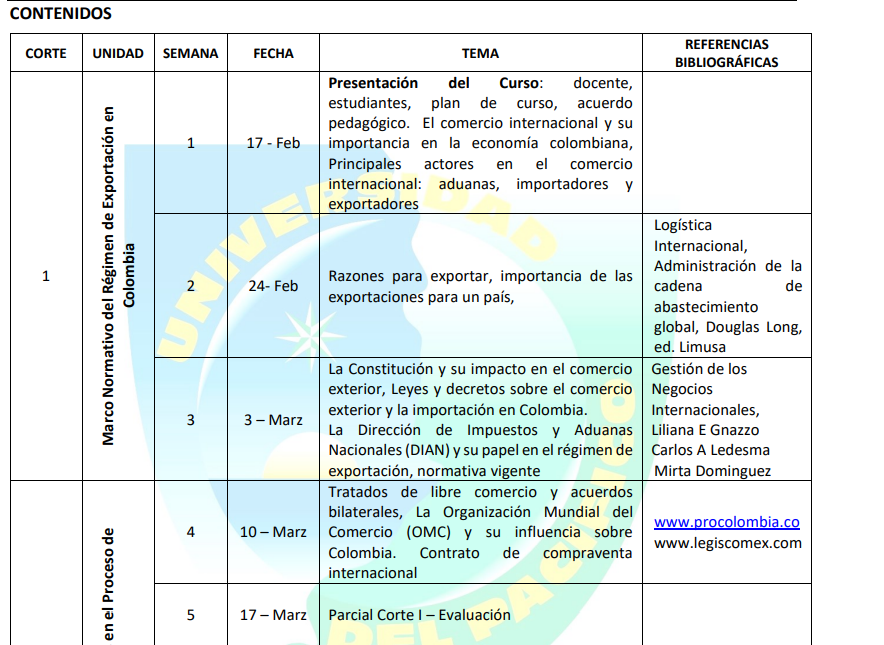 CONTENIDOS
CORTE
UNIDAD
SEMANA
FECHA
TEMA
REFERENCIAS
BIBLIOGRÁFICAS
1
Marco Normativo del Régimen de Exportación en
Colombia
1
17 - Feb
Presentación del Curso: docente,
estudiantes, plan de curso, acuerdo
pedagógico. El comercio internacional y su
importancia en la economía colombiana,
Principales actores en el comercio
internacional: aduanas, importadores y
exportadores
2
24- Feb
Razones para exportar, importancia de las
exportaciones para un país,
Logística
Internacional,
Administración de la
cadena de
abastecimiento
global, Douglas Long,
ed. Limusa
3
3 – Marz
La Constitución y su impacto en el comercio
exterior, Leyes y decretos sobre el comercio
exterior y la importación en Colombia.
La Dirección de Impuestos y Aduanas
Nacionales (DIAN) y su papel en el régimen de
exportación, normativa vigente
Gestión de los
Negocios
Internacionales,
Liliana E Gnazzo
Carlos A Ledesma
Mirta Dominguez
en el Proceso de
4
10 – Marz
Tratados de libre comercio y acuerdos
bilaterales, La Organización Mundial del
Comercio (OMC) y su influencia sobre
Colombia. Contrato de compraventa
internacional
www.procolombia.co
www.legiscomex.com
5
17 – Marz
Parcial Corte I – Evaluación
UNIVERSIDAD
DEL PACIFICO